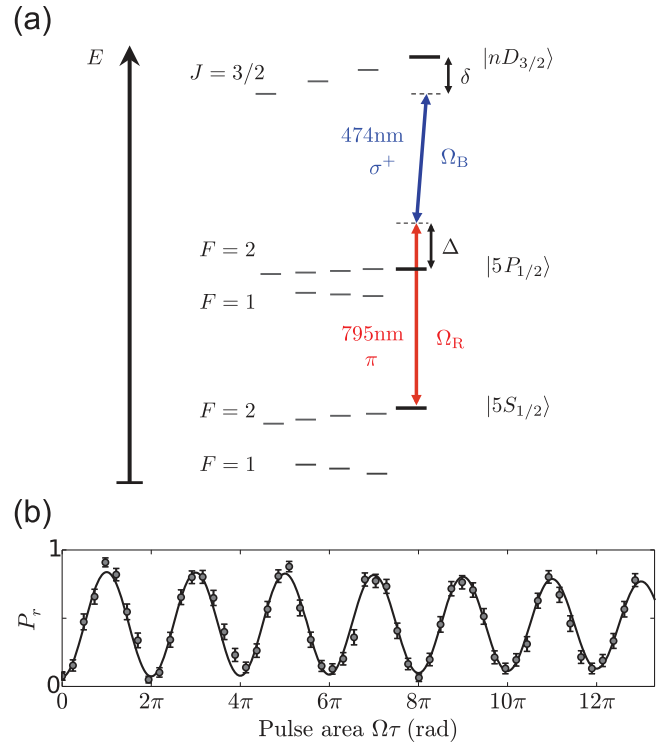 (a)
E
J = 3/2
|nD3/2⟩
δ
474nm
σ+
ΩB
F = 2
Δ
|5P1/2⟩
F = 1
795nm
π
ΩR
F = 2
|5S1/2⟩
F = 1
(b)
1
Pr
0
0 2π 4π 6π 8π 10π 12π
Pulse area Ωτ (rad)